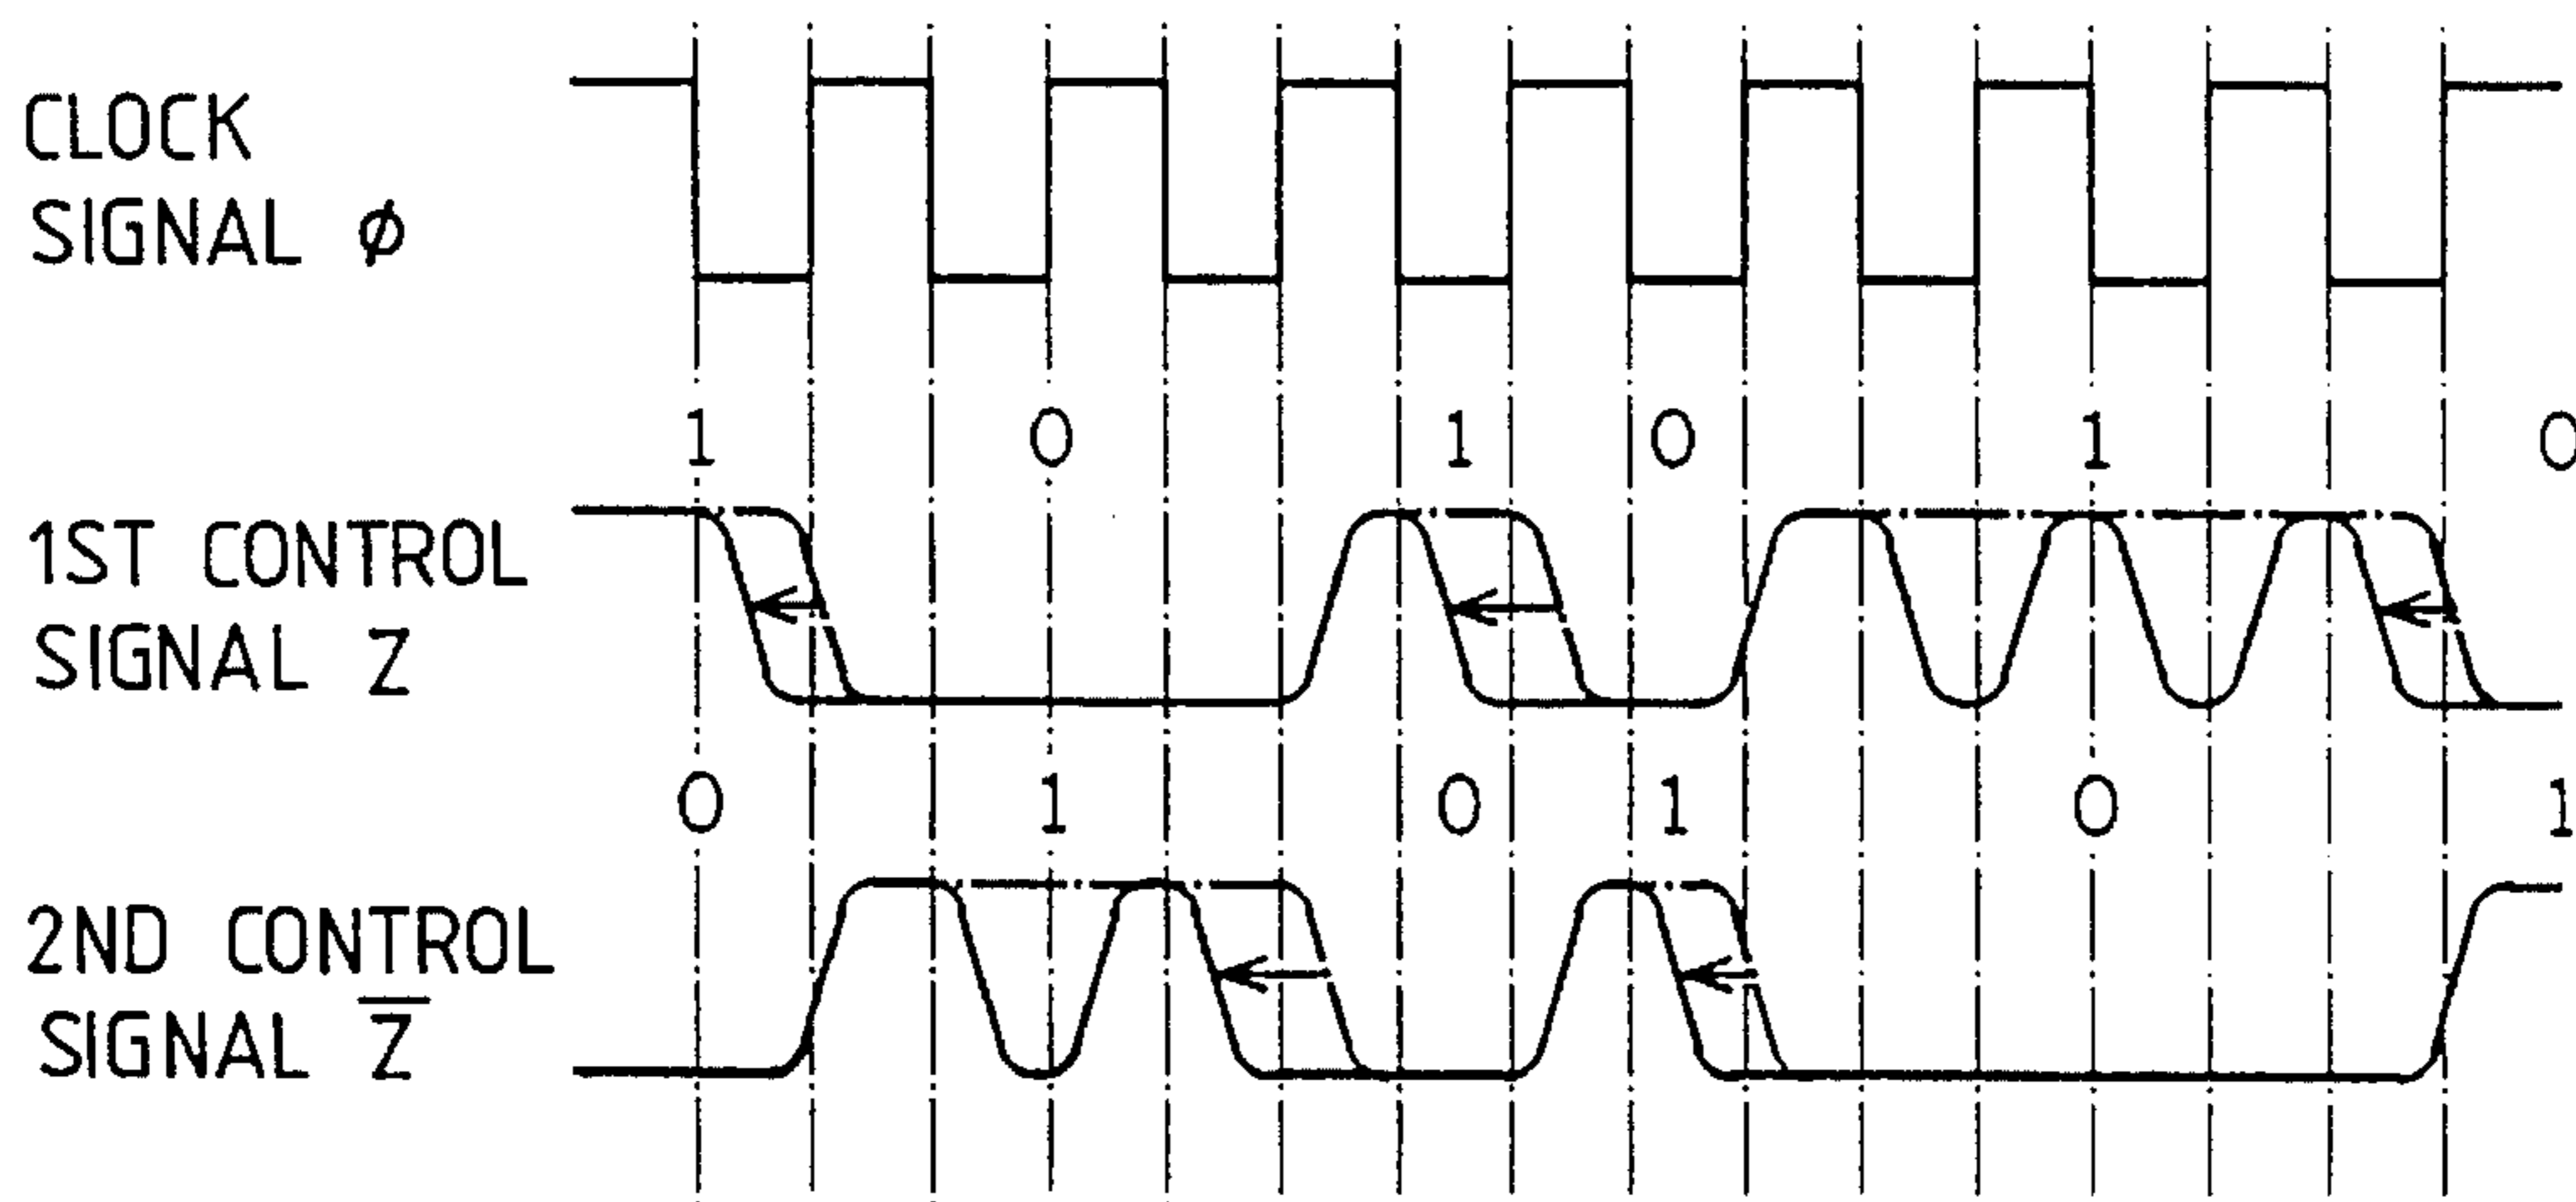 CLOCK
SIGNAL ϕ
1 0 1 0 1 0
1ST CONTROL
SIGNAL Z
0 1 0 1 0 1
2ND CONTROL
SIGNAL Z̅